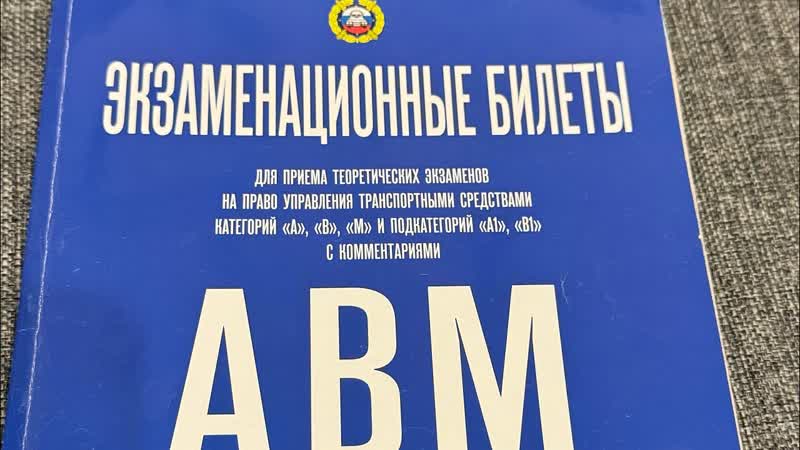 ЭКЗАМЕНАЦИОННЫЕ БИЛЕТЫ
ДЛЯ ПРИЕМА ТЕОРЕТИЧЕСКИХ ЭКЗАМЕНОВ
НА ПРАВО УПРАВЛЕНИЯ ТРАНСПОРТНЫМИ СРЕДСТВАМИ
КАТЕГОРИЙ «А», «В», «М» И ПОДКАТЕГОРИЙ «А1», «В1»
С КОММЕНТАРИЯМИ
АВМ